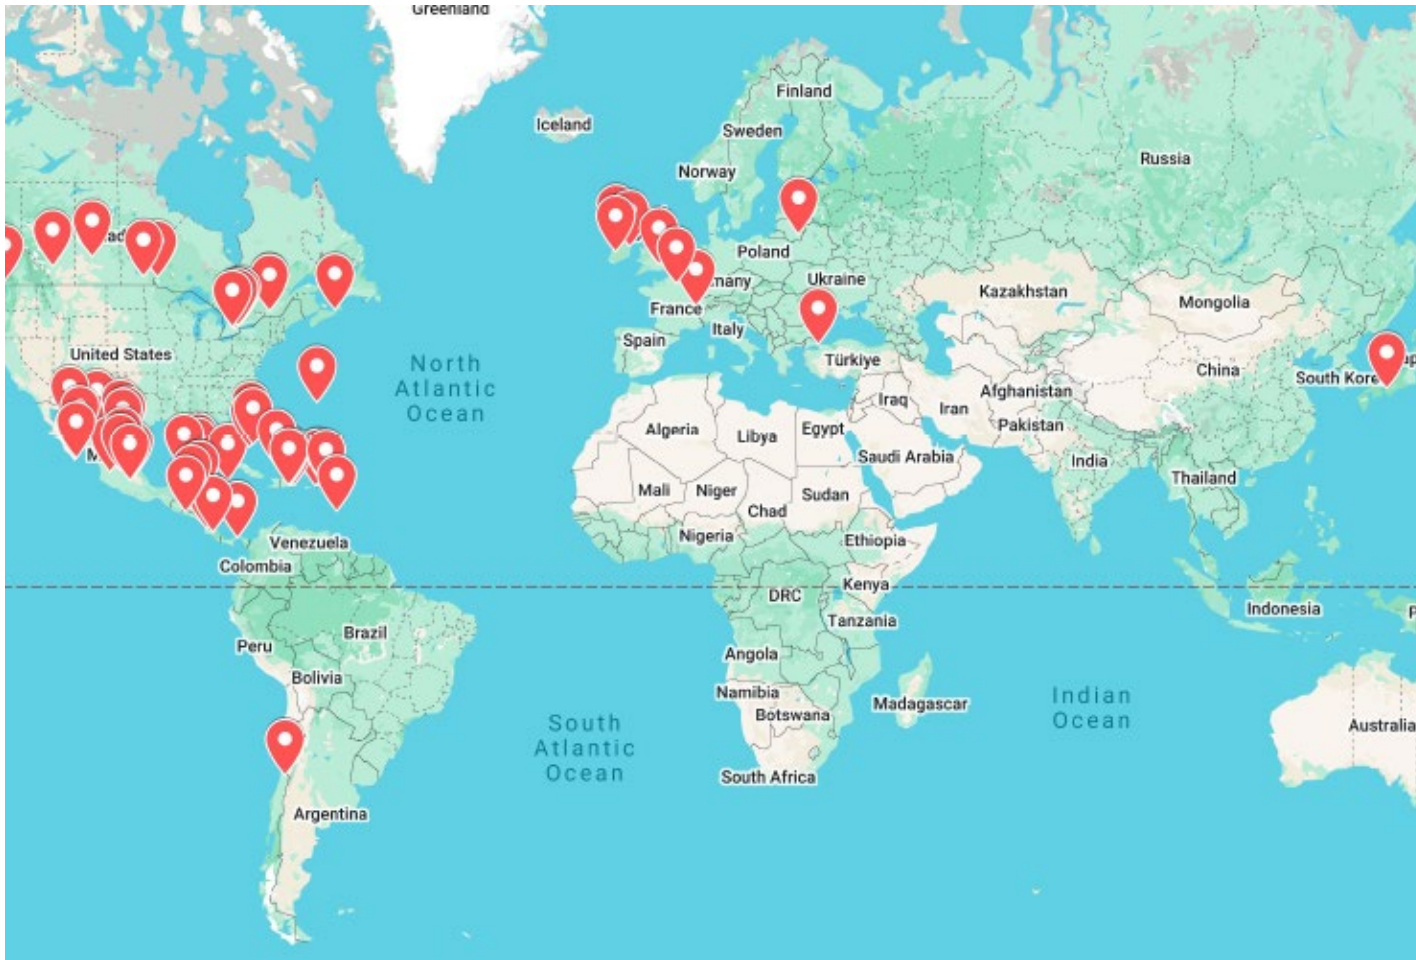 Greenland
Iceland
Finland
Sweden
Norway
Russia
Poland
many
Ukraine
Kazakhstan
Mongolia
France
Italy
Spain
United States
North
Atlantic
Ocean
Türkiye
China
South Kore
Afghanistan
Iraq
Iran
Pakistan
Algeria
Libya
Egypt
Saudi Arabia
India
Thailand
Mali
Niger
Chad
Sudan
Nigeria
Ethiopia
Venezuela
Colombia
Kenya
DRC
Indonesia
Tanzania
Brazil
Peru
Bolivia
Angola
Namibia
Botswana
Madagascar
Indian
Ocean
South
Atlantic
Ocean
Australia
South Africa
Argentina